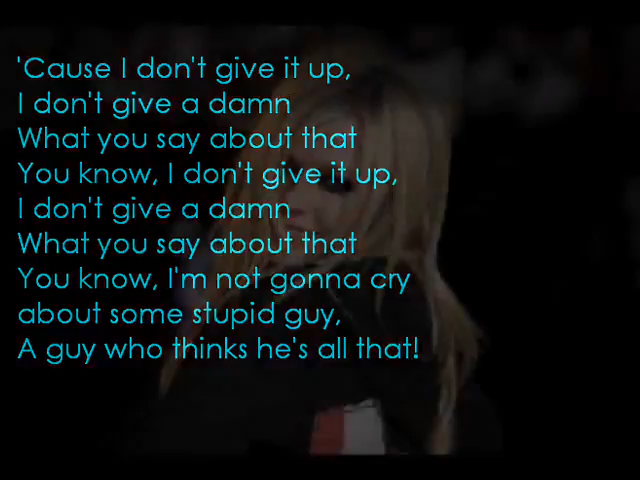 'Cause I don't give it up,
I don't give a damn
What you say about that
You know, I don't give it up,
I don't give a damn
What you say about that
You know, I'm not gonna cry
about some stupid guy,
A guy who thinks he's all that!